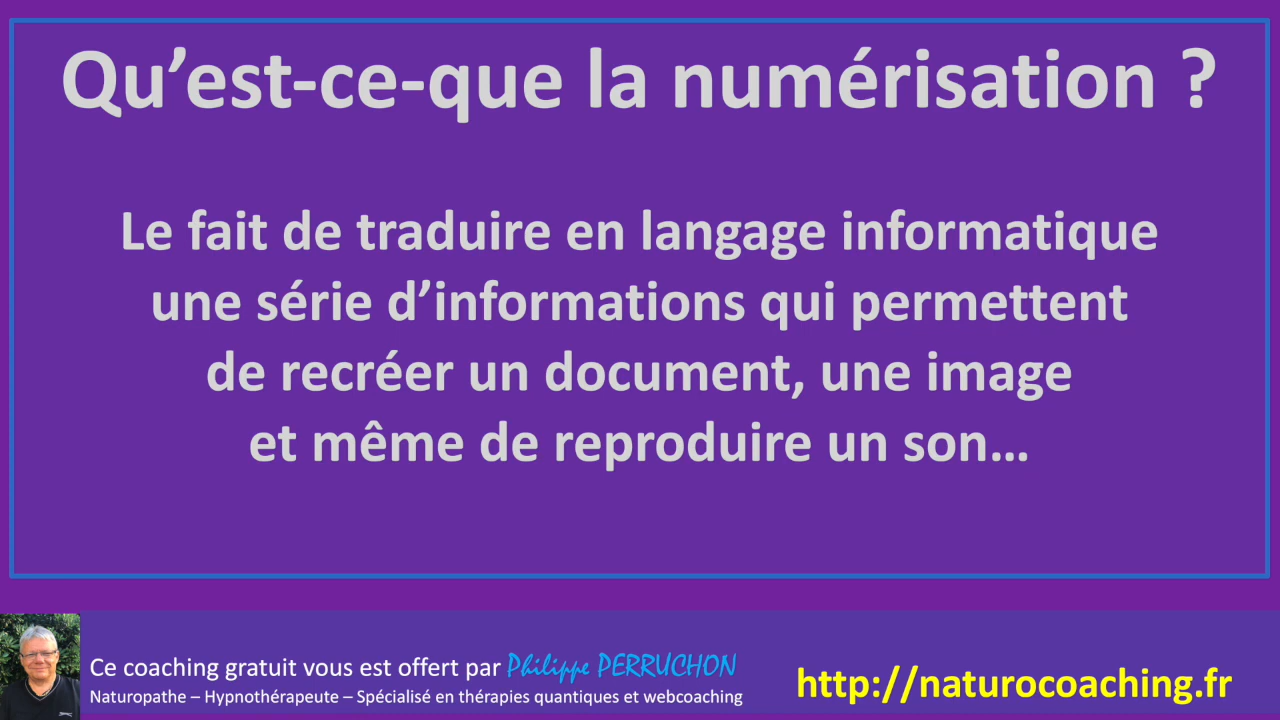 Qu’est-ce-que la numérisation ?
Le fait de traduire en langage informatique
une série d’informations qui permettent
de recréer un document, une image
et même de reproduire un son…
Ce coaching gratuit vous est offert par Philippe PERRUCHON
Naturopathe – Hypnothérapeute – Spécialisé en thérapies quantiques et webcoaching
http://naturocoaching.fr